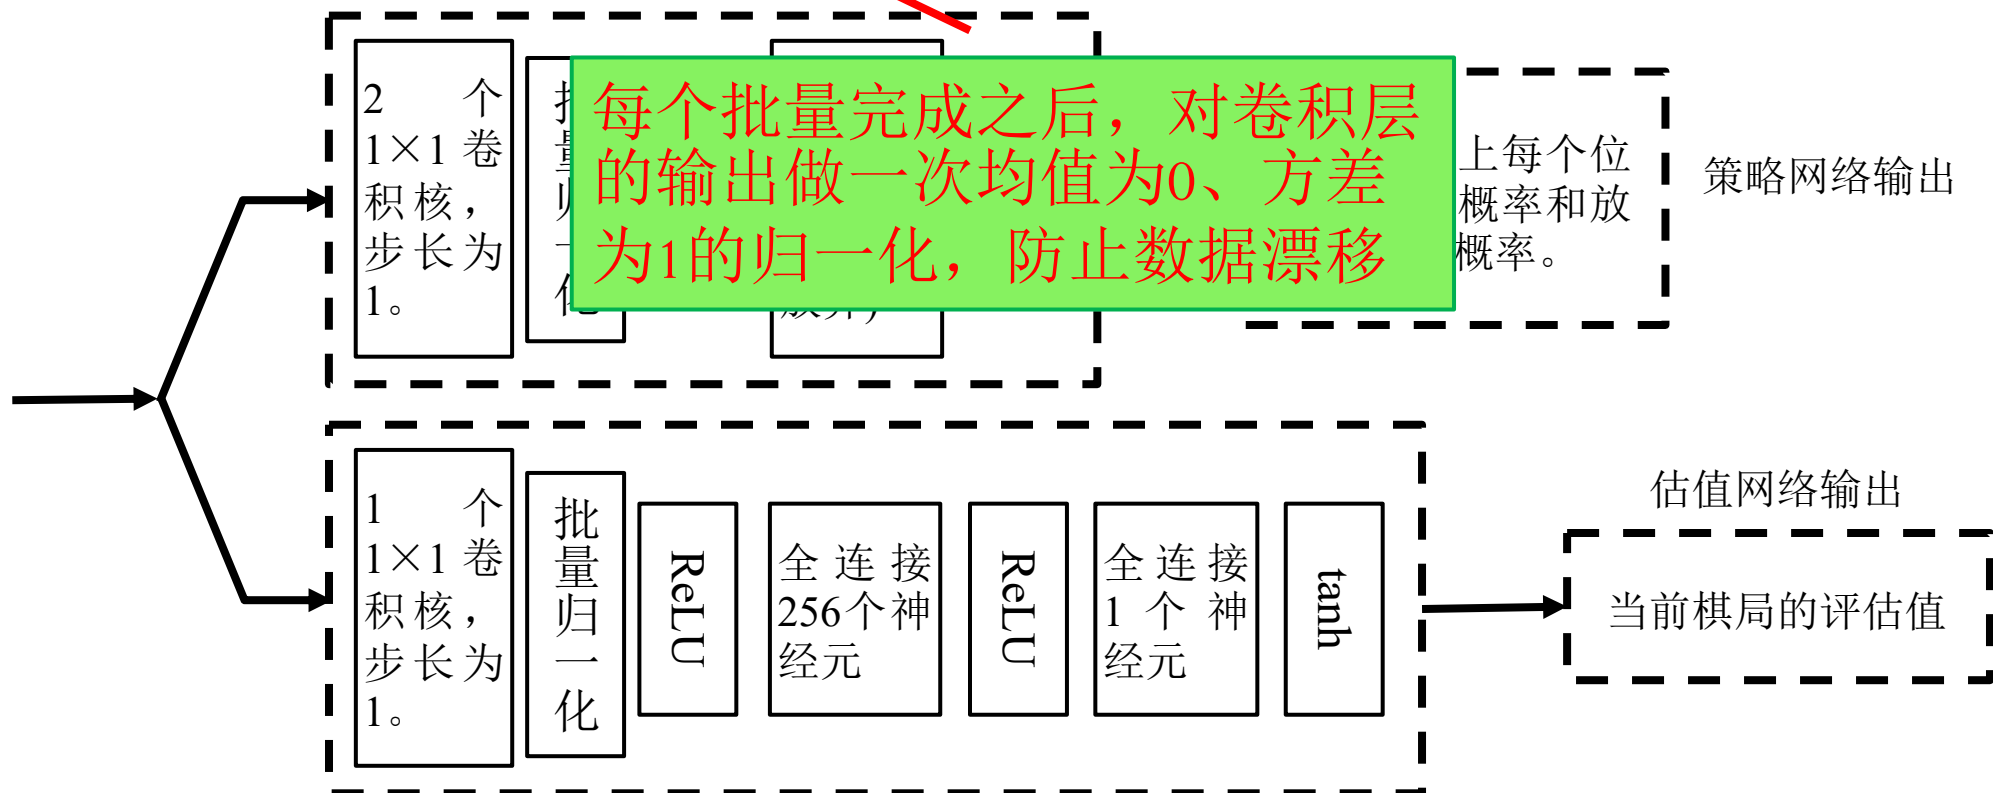 2 个
1×1 卷
积核，
步长为
1。
每个批量完成之后，对卷积层
的输出做一次均值为0、方差
为1的归一化，防止数据漂移
上每个位
概率和放
概率。
策略网络输出
1 个
1×1 卷
积核，
步长为
1。
批
量
归
一
化
ReLU
全连接
256个神
经元
ReLU
全连接
1个神
经元
tanh
估值网络输出
当前棋局的评估值